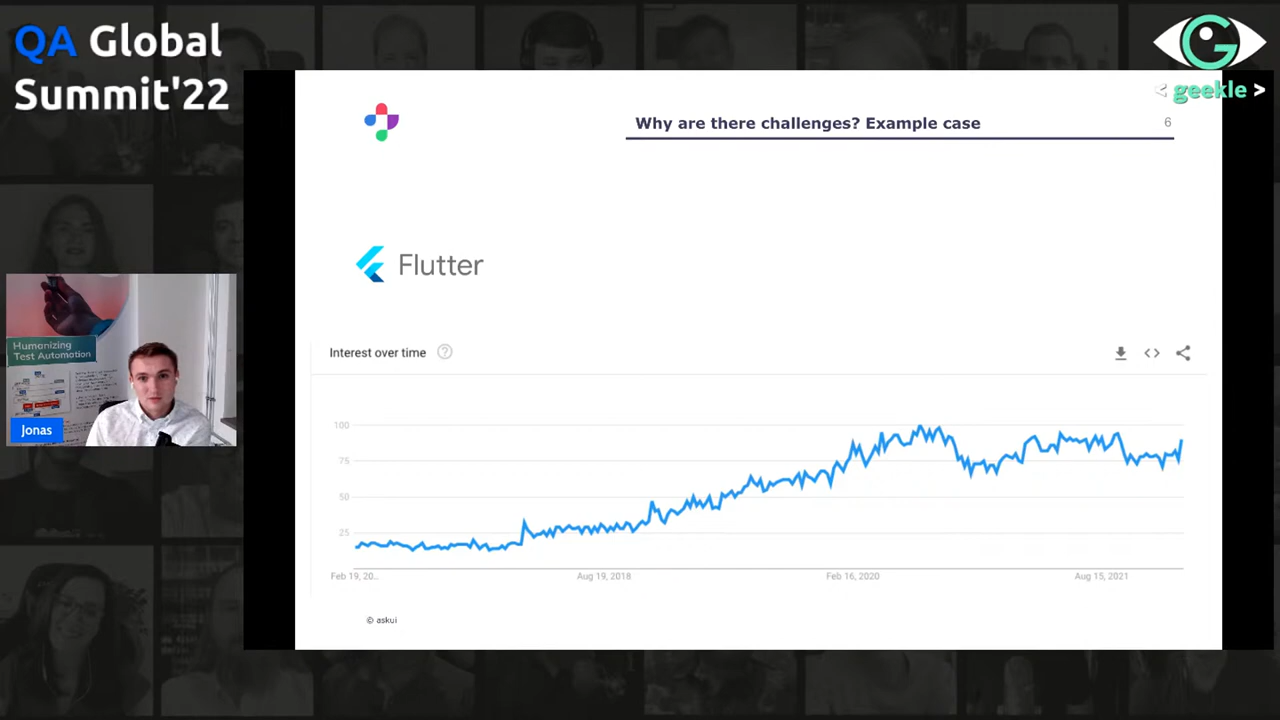 QA Global
Summit'22
< geekle >
Why are there challenges? Example case
6
Flutter
Humanizing
Test Automation
Jonas
Interest over time
?
<>
100
75
50
25
Feb 19, 20...
Aug 19, 2018
Feb 16, 2020
Aug 15, 2021
© askui